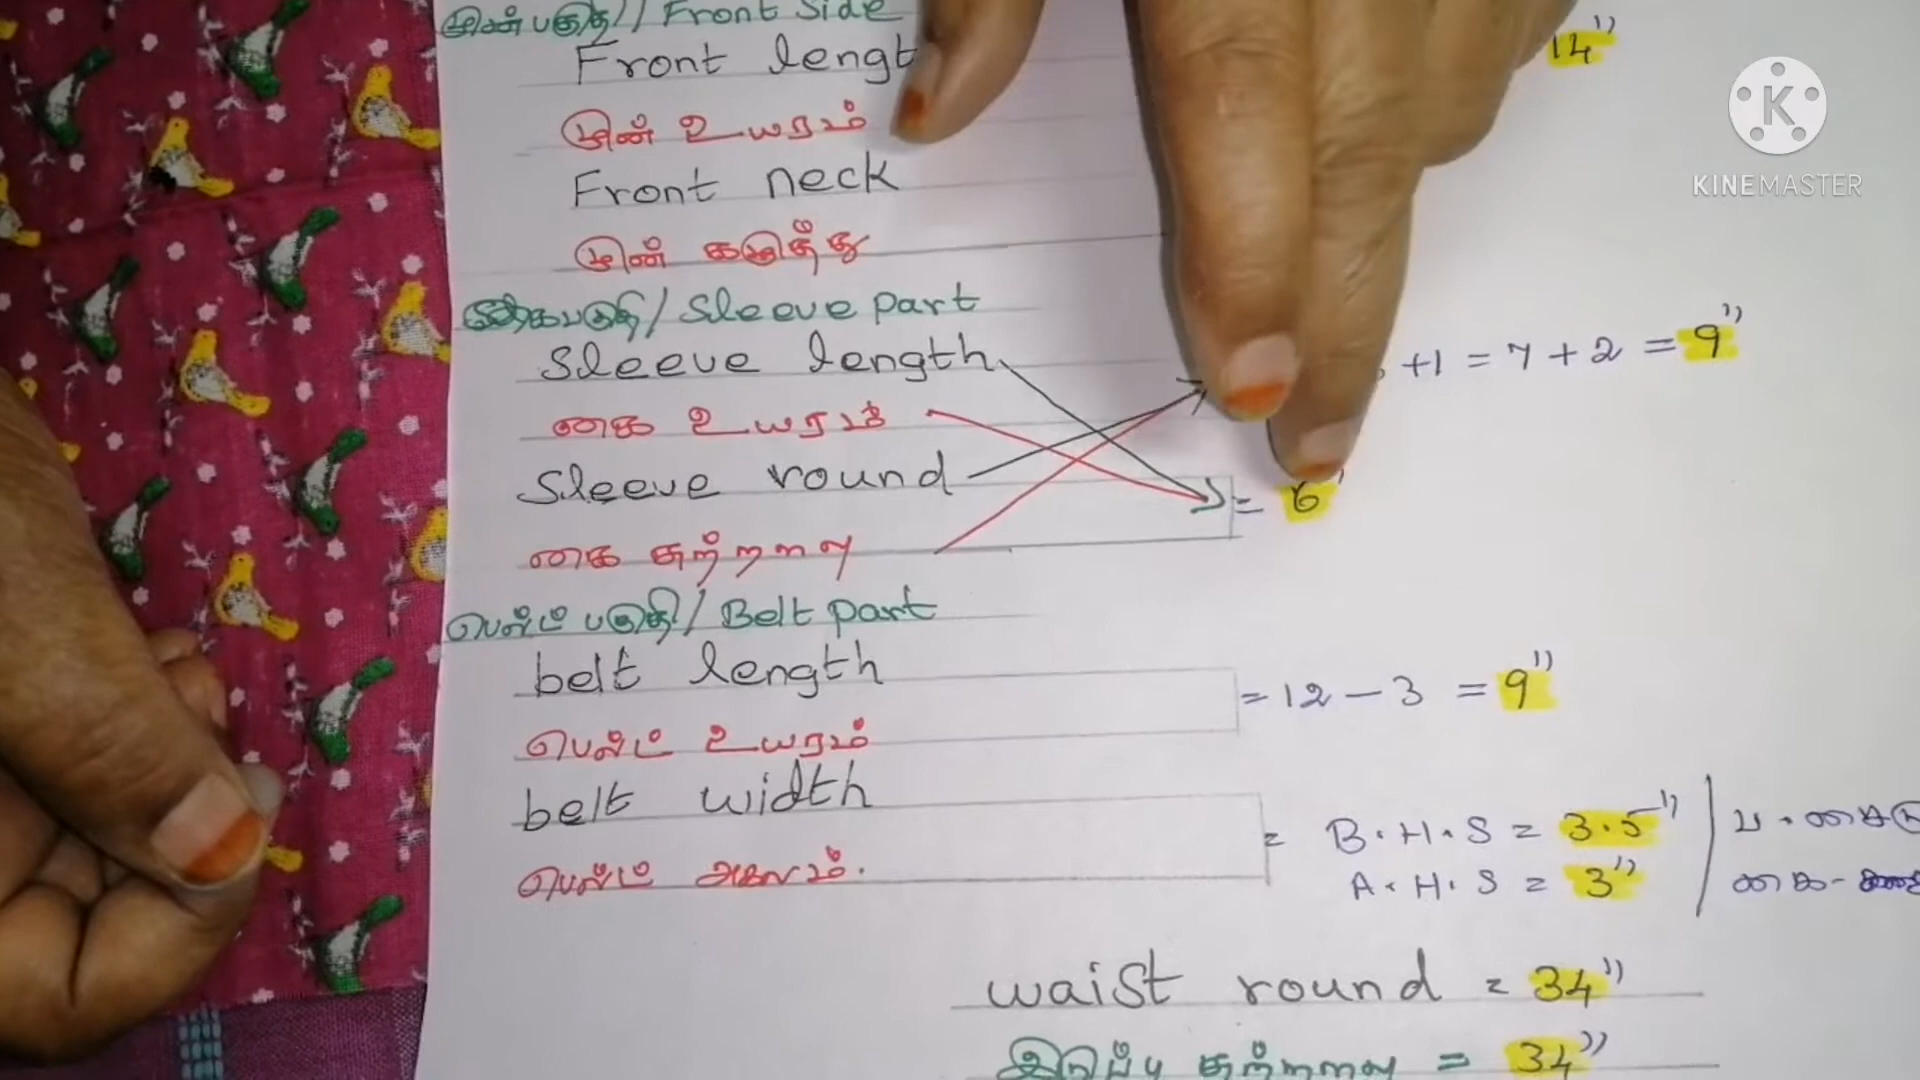 முன் பகுதி / Front Side
Front lengt
14"
முன் உயரம்
Front neck
முன் கழுத்து
/ Sleeve part
Sleeve length
+1 = 7 + 2 = 9"
கை உயரம்
Sleeve round
= 6"
கை சுற்றளவு
பெல்ட் பகுதி / Belt part
belt length
= 12 - 3 = 9"
பெல்ட் உயரம்
belt width
= B.H.S = 3.5"
A.H.S = 3"
பெல்ட் அகலம்.
waist round = 34"
இடுப்பு சுற்றளவு = 34"
KINEMASTER